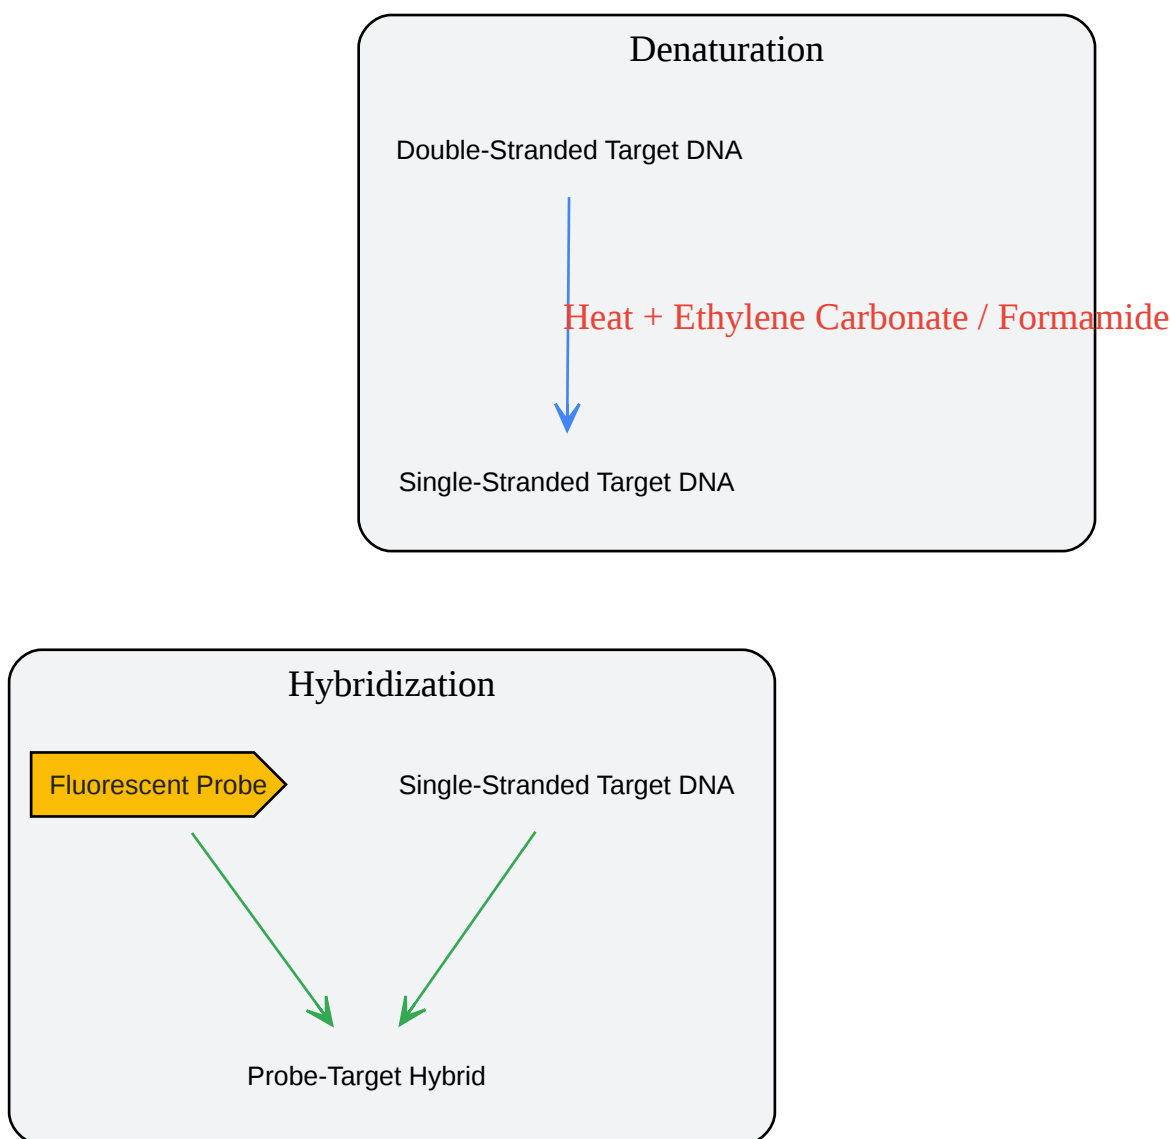 Denaturation
Double-Stranded Target DNA
Heat + Ethylene Carbonate / Formamide
Single-Stranded Target DNA
Hybridization
Fluorescent Probe
Single-Stranded Target DNA
Probe-Target Hybrid